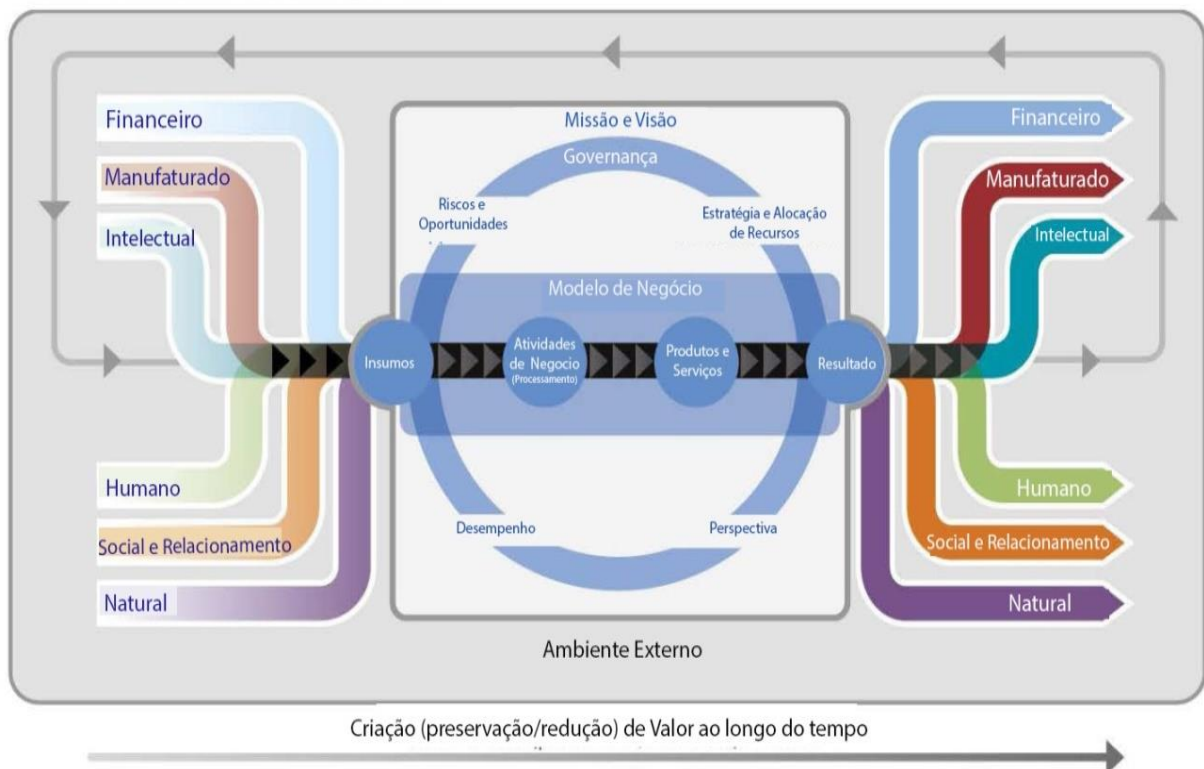 Financeiro
Manufaturado
Intelectual
Humano
Social e Relacionamento
Natural
Missão e Visão
Governança
Riscos e
Oportunidades
Estratégia e Alocação
de Recursos
Modelo de Negócio
Insumos
Atividades
de Negocio
(Processamento)
Produtos e
Serviços
Resultado
Desempenho
Perspectiva
Financeiro
Manufaturado
Intelectual
Humano
Social e Relacionamento
Natural
Ambiente Externo
Criação (preservação/redução) de Valor ao longo do tempo